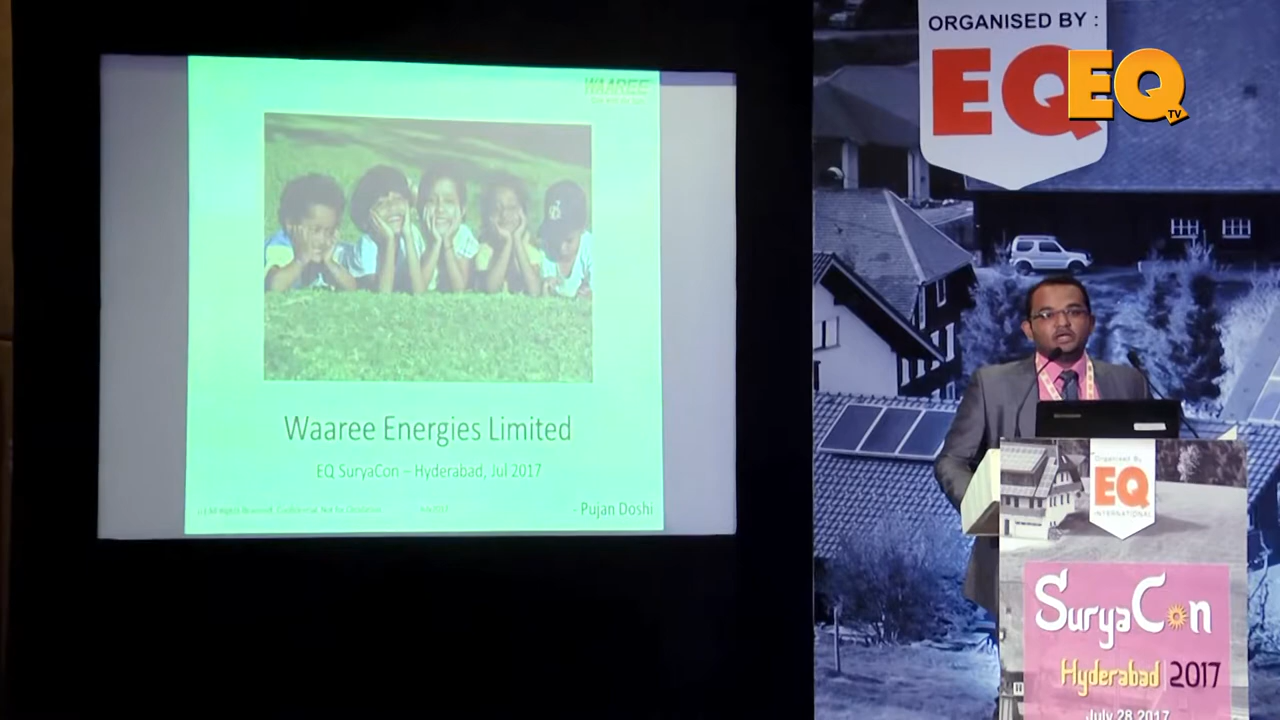 WAAREE
Waaree Energies Limited
EQ SuryaCon – Hyderabad, Jul 2017
- Pujan Doshi
ORGANISED BY :
EQ
EQ
TV
Organised By
EQ
INTERNATIONAL
SuryaCon
Hyderabad 2017
July 28 2017